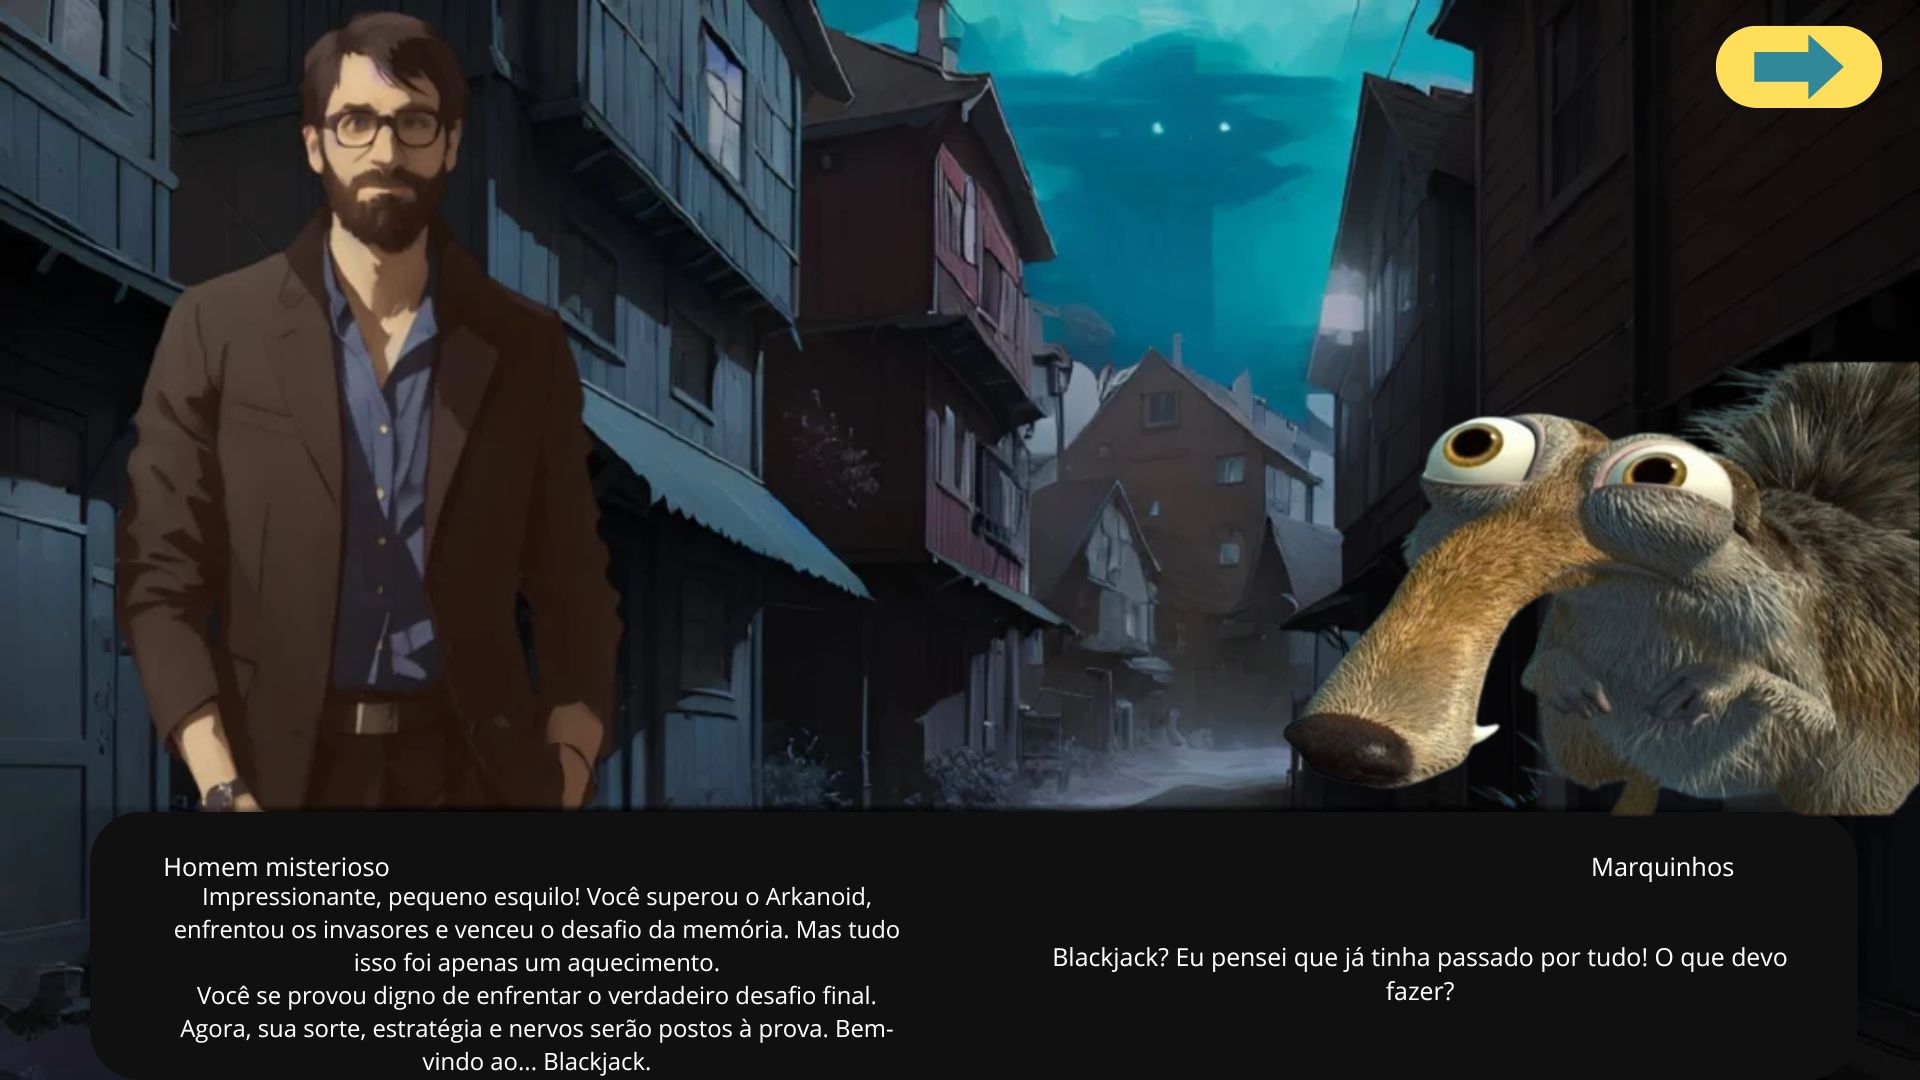 Homem misterioso
Impressionante, pequeno esquilo! Você superou o Arkanoid,
enfrentou os invasores e venceu o desafio da memória. Mas tudo
isso foi apenas um aquecimento.
Você se provou digno de enfrentar o verdadeiro desafio final.
Agora, sua sorte, estratégia e nervos serão postos à prova. Bem-
vindo ao... Blackjack.
Marquinhos
Blackjack? Eu pensei que já tinha passado por tudo! O que devo
fazer?